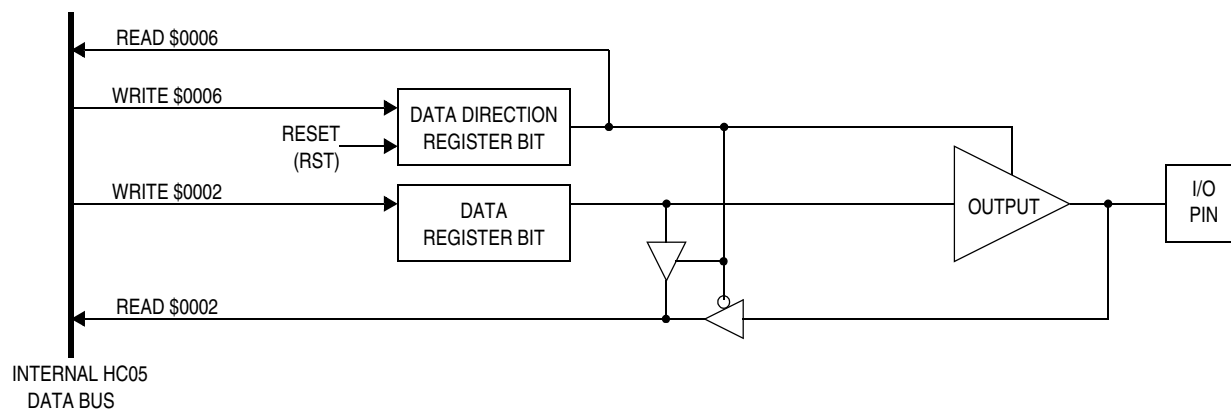 READ $0006
WRITE $0006
DATA DIRECTION
REGISTER BIT
RESET
(RST)
WRITE $0002
DATA
REGISTER BIT
OUTPUT
I/O
PIN
READ $0002
INTERNAL HC05
DATA BUS